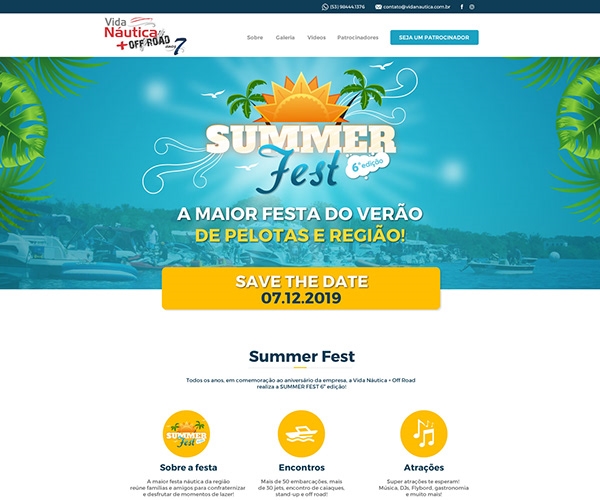 (53) 98444.1376 contato@vidanautica.com.br
Vida
Náutica
+OFF ROAD 7
Sobre Galeria Vídeos Patrocinadores SEJA UM PATROCINADOR
SUMMER
Fest
6ª edição
A MAIOR FESTA DO VERÃO
DE PELOTAS E REGIÃO!
SAVE THE DATE
07.12.2019
Summer Fest
Todos os anos, em comemoração ao aniversário da empresa, a Vida Náutica + Off Road
realiza a SUMMER FEST 6ª edição!
SUMMER
Fest
Sobre a festa
A maior festa náutica da região
reúne famílias e amigos para confraternizar
e desfrutar de momentos de lazer!
Encontros
Mais de 50 embarcações, mais
de 30 jets, encontro de caiaques,
stand-up e off road!
Atrações
Super atrações te esperam!
Música, DJs, Flybord, gastronomia
e muito mais!